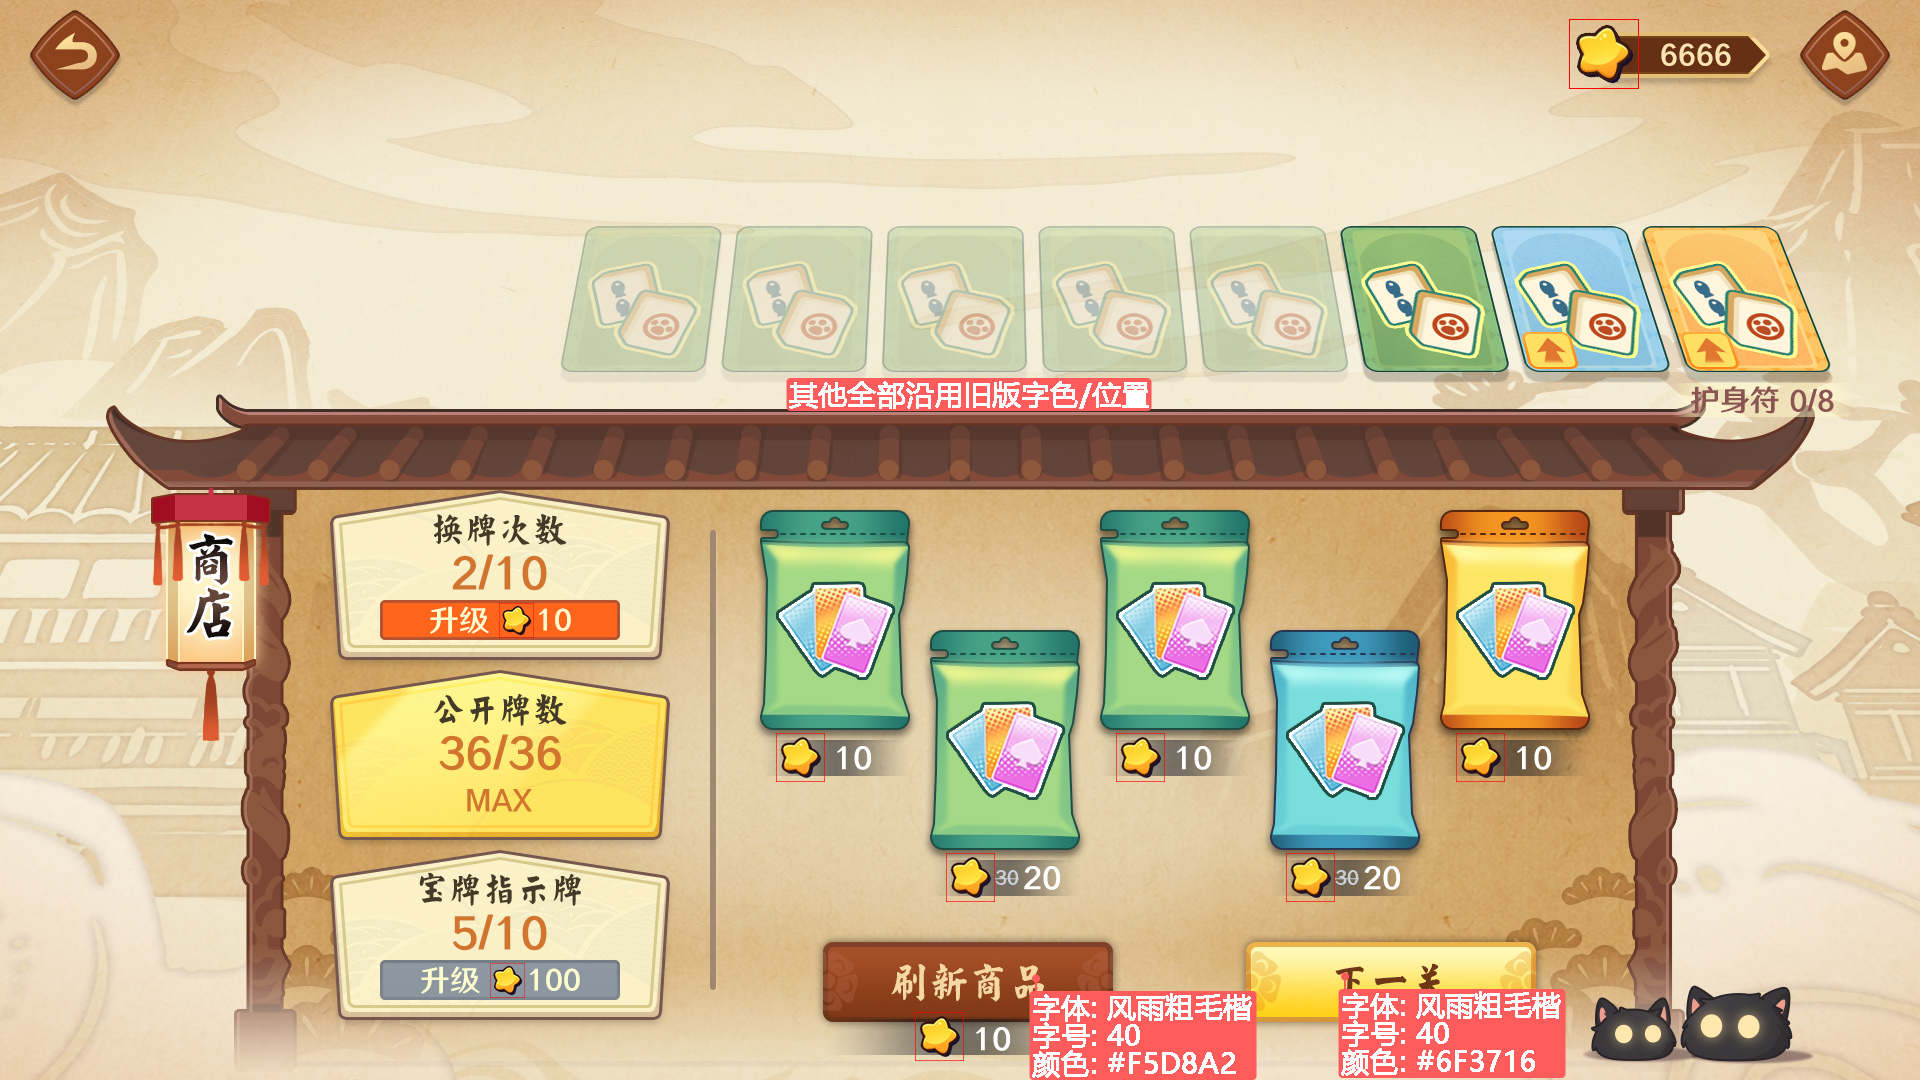 6666
其他全部沿用旧版字色/位置
护身符 0/8
商店
换牌次数
2/10
升级 10
公开牌数
36/36
MAX
宝牌指示牌
5/10
升级 100
10
10
10
30 20
30 20
刷新商品
10
下一关
字体: 风雨粗毛楷
字号: 40
颜色: #F5D8A2
字体: 风雨粗毛楷
字号: 40
颜色: #6F3716